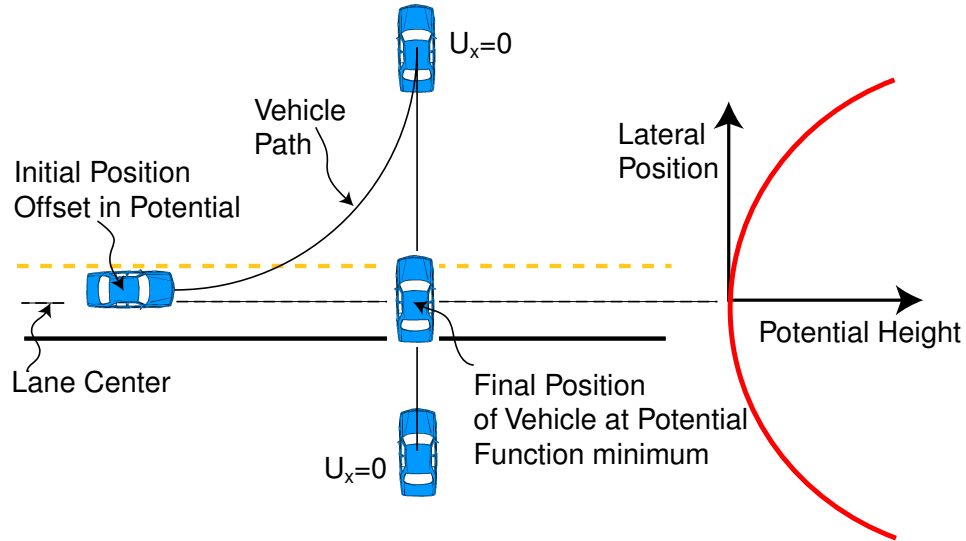 Uₓ=0
Vehicle
Path
Lateral
Position
Initial Position
Offset in Potential
Potential Height
Lane Center
Final Position
of Vehicle at Potential
Function minimum
Uₓ=0